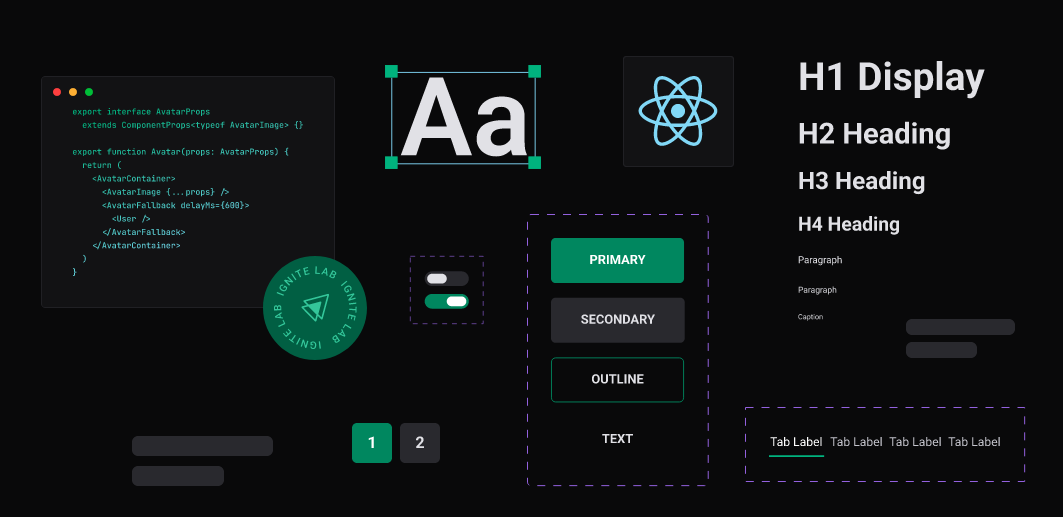 export interface AvatarProps
extends ComponentProps<typeof AvatarImage> {}
export function Avatar(props: AvatarProps) {
return (
<AvatarContainer>
<AvatarImage {...props} />
<AvatarFallback delayMs={600}>
<User />
</AvatarFallback>
</AvatarContainer>
)
}
IGNITE LAB IGNITE LAB IGNITE LAB
Aa
PRIMARY
SECONDARY
OUTLINE
TEXT
1 2
H1 Display
H2 Heading
H3 Heading
H4 Heading
Paragraph
Paragraph
Caption
Tab Label Tab Label Tab Label Tab Label